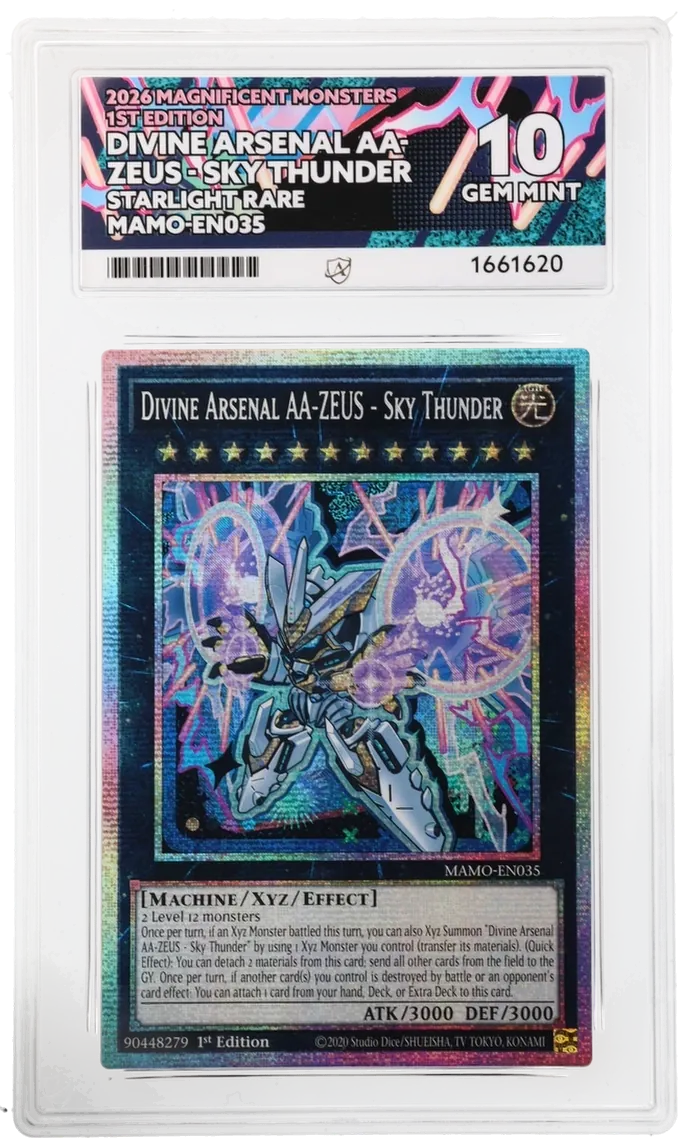 2026 MAGNIFICENT MONSTERS
1ST EDITION
DIVINE ARSENAL AA-
ZEUS - SKY THUNDER
STARLIGHT RARE
MAMO-EN035
10
GEM MINT
1661620
DIVINE ARSENAL AA-ZEUS - SKY THUNDER
LIGHT
光
MAMO-EN035
[MACHINE/XYZ/EFFECT]
2 Level 12 monsters
Once per turn, if an Xyz Monster battled this turn, you can also Xyz Summon "Divine Arsenal
AA-ZEUS - Sky Thunder" by using 1 Xyz Monster you control (transfer its materials). (Quick
Effect): You can detach 2 materials from this card; send all other cards from the field to the
GY. Once per turn, if another card(s) you control is destroyed by battle or an opponent's
card effect: You can attach 1 card from your hand, Deck, or Extra Deck to this card.
ATK/3000 DEF/3000
90448279 1st Edition ©2020 Studio Dice/SHUEISHA, TV TOKYO, KONAMI